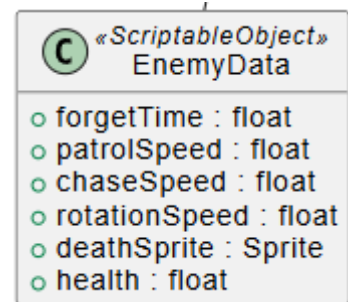 C «ScriptableObject»
EnemyData
forgetTime : float
patrolSpeed : float
chaseSpeed : float
rotationSpeed : float
deathSprite : Sprite
health : float